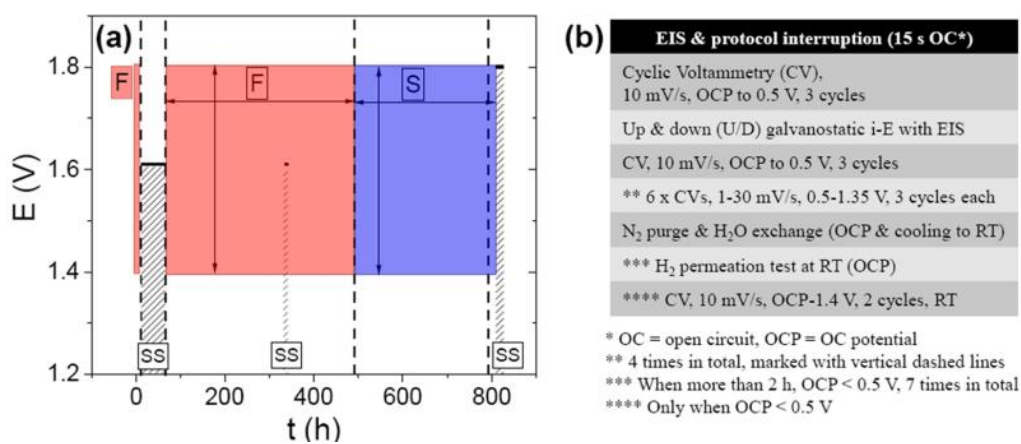 (a)
F
F
S
1.8
1.6
1.4
1.2
E (V)
SS
SS
SS
0
200
400
600
800
t (h)
(b)
EIS & protocol interruption (15 s OC*)
Cyclic Voltammetry (CV),
10 mV/s, OCP to 0.5 V, 3 cycles
Up & down (U/D) galvanostatic i-E with EIS
CV, 10 mV/s, OCP to 0.5 V, 3 cycles
** 6 x CVs, 1-30 mV/s, 0.5-1.35 V, 3 cycles each
N₂ purge & H₂O exchange (OCP & cooling to RT)
*** H₂ permeation test at RT (OCP)
**** CV, 10 mV/s, OCP-1.4 V, 2 cycles, RT
* OC = open circuit, OCP = OC potential
** 4 times in total, marked with vertical dashed lines
*** When more than 2 h, OCP < 0.5 V, 7 times in total
**** Only when OCP < 0.5 V